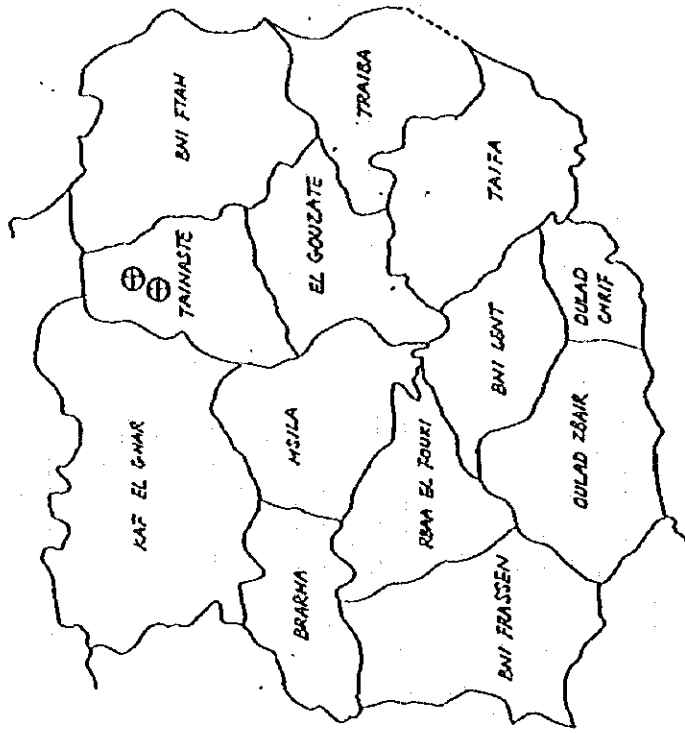 BNI FTAH
TRAIBA
TAINASTE
EL GOUZATE
TAIFA
KAF EL GHAR
MSILA
BNI LENT
OULAD
CHRIF
BRARHA
RBAA EL FOUKI
OULAD ZBAIR
BNI FRASSEN